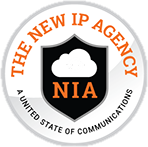 THE NEW IP AGENCY
NIA
A UNITED STATE OF COMMUNICATIONS